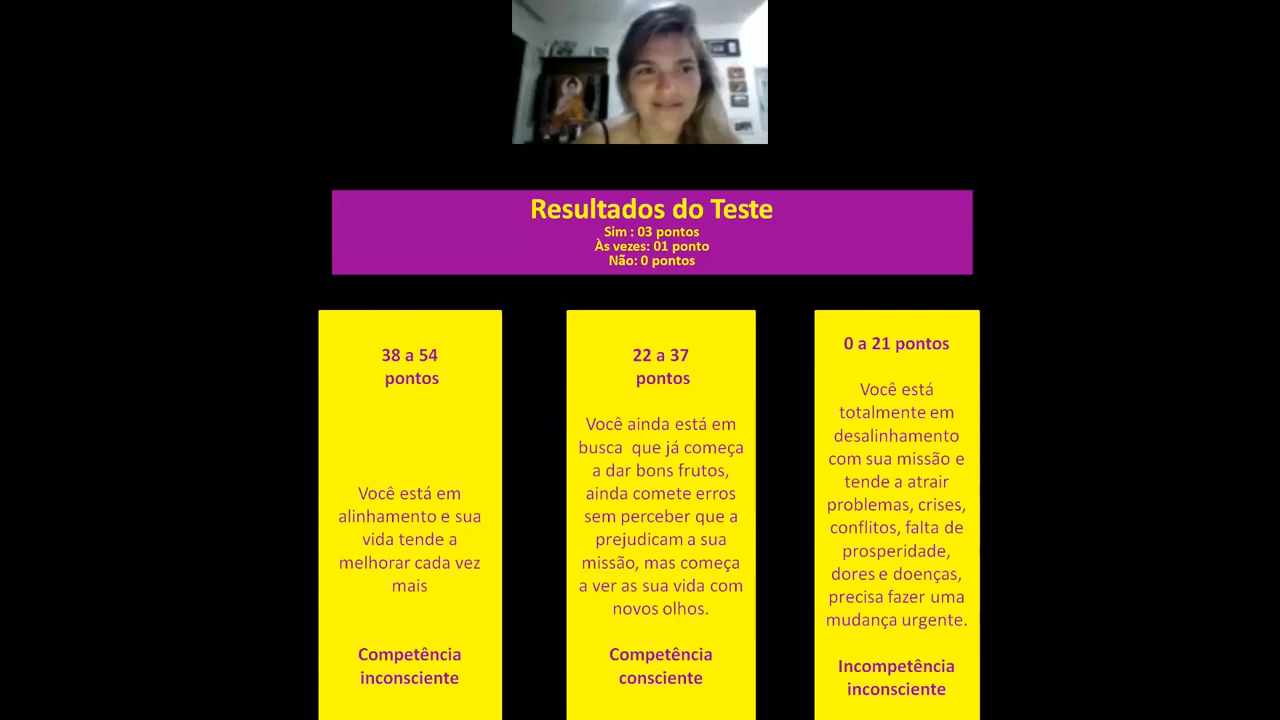 Resultados do Teste
Sim : 03 pontos
Às vezes: 01 ponto
Não: 0 pontos
38 a 54
pontos
Você está em
alinhamento e sua
vida tende a
melhorar cada vez
mais
Competência
inconsciente
22 a 37
pontos
Você ainda está em
busca  que já começa
a dar bons frutos,
ainda comete erros
sem perceber que a
prejudicam a sua
missão, mas começa
a ver as sua vida com
novos olhos.
Competência
consciente
0 a 21 pontos
Você está
totalmente em
desalinhamento
com sua missão e
tende a atrair
problemas, crises,
conflitos, falta de
prosperidade,
dores e doenças,
precisa fazer uma
mudança urgente.
Incompetência
inconsciente